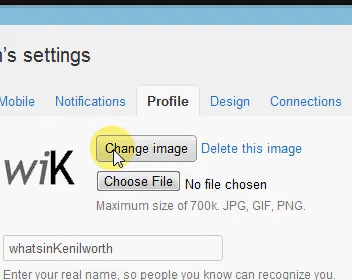 's settings
Mobile Notifications Profile Design Connections
wiK
Change image Delete this image
Choose File No file chosen
Maximum size of 700k. JPG, GIF, PNG.
whatsinKenilworth
Enter your real name, so people you know can recognize you.